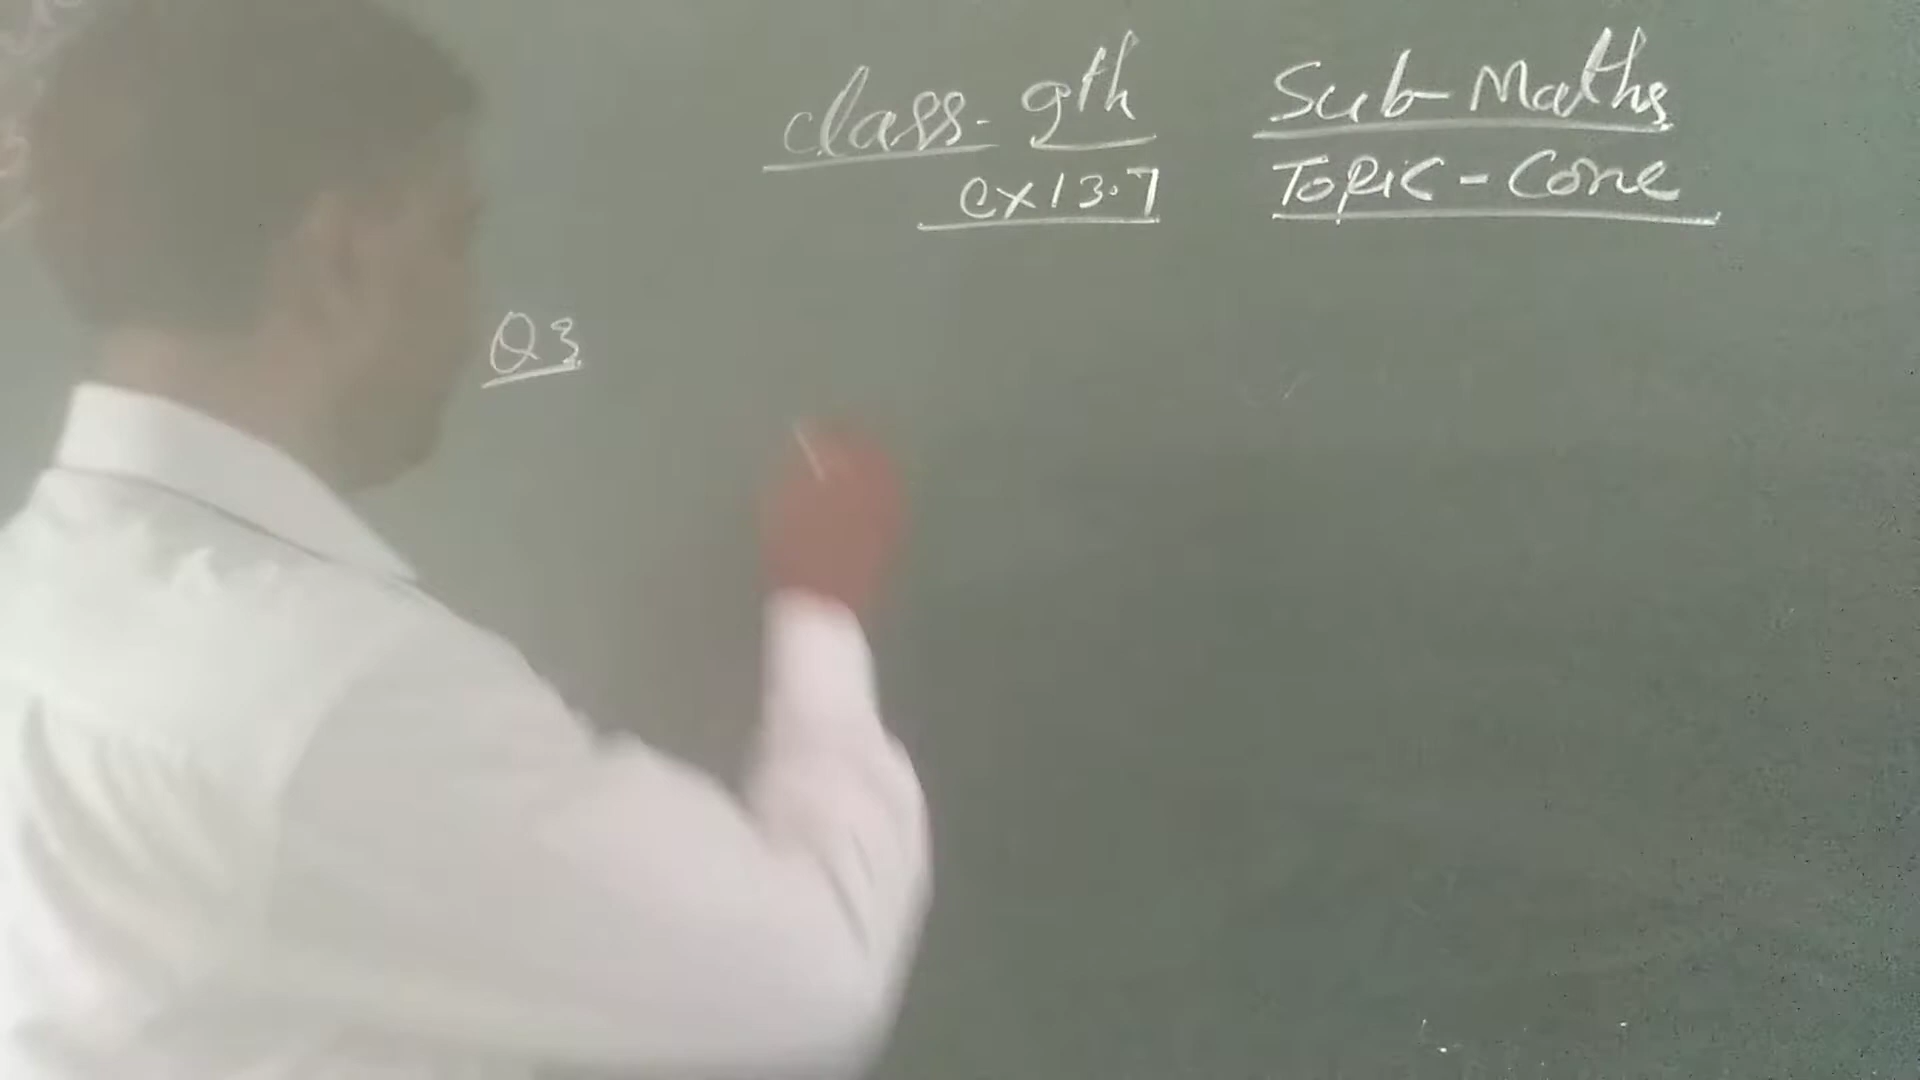 class - 9th Sub- Maths
ex 13.7 Topic - Cone
Q3